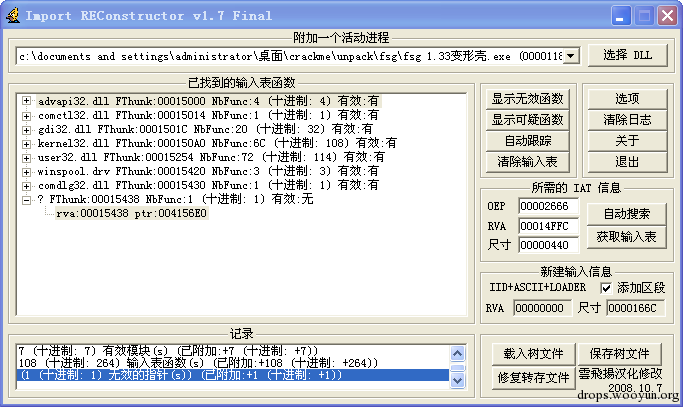 Import REConstructor v1.7 Final
附加一个活动进程
c:\documents and settings\administrator\桌面\crackme\unpack\fsg\fsg 1.33变形壳.exe (0000118
选择 DLL
已找到的输入表函数
advapi32.dll FThunk:00015000 NbFunc:4 (十进制: 4) 有效:有
comctl32.dll FThunk:00015014 NbFunc:1 (十进制: 1) 有效:有
gdi32.dll FThunk:0001501C NbFunc:20 (十进制: 32) 有效:有
kernel32.dll FThunk:000150A0 NbFunc:6C (十进制: 108) 有效:有
user32.dll FThunk:00015254 NbFunc:72 (十进制: 114) 有效:有
winspool.drv FThunk:00015420 NbFunc:3 (十进制: 3) 有效:有
comdlg32.dll FThunk:00015430 NbFunc:1 (十进制: 1) 有效:有
? FThunk:00015438 NbFunc:1 (十进制: 1) 有效:无
rva:00015438 ptr:004156E0
显示无效函数
显示可疑函数
自动跟踪
清除输入表
选项
清除日志
关于
退出
所需的 IAT 信息
OEP 00002666
RVA 00014FFC
尺寸 00000440
自动搜索
获取输入表
新建输入信息
IID+ASCII+LOADER 添加区段
RVA 00000000 尺寸 0000166C
记录
7 (十进制: 7) 有效模块(s) (已附加:+7 (十进制: +7))
108 (十进制: 264) 输入表函数(s) (已附加:+108 (十进制: +264))
(1 (十进制: 1) 无效的指针(s)) (已附加:+1 (十进制: +1))
载入树文件
保存树文件
修复转存文件
雲飛揚汉化修改
2008.10.7
drops.wooyun.org